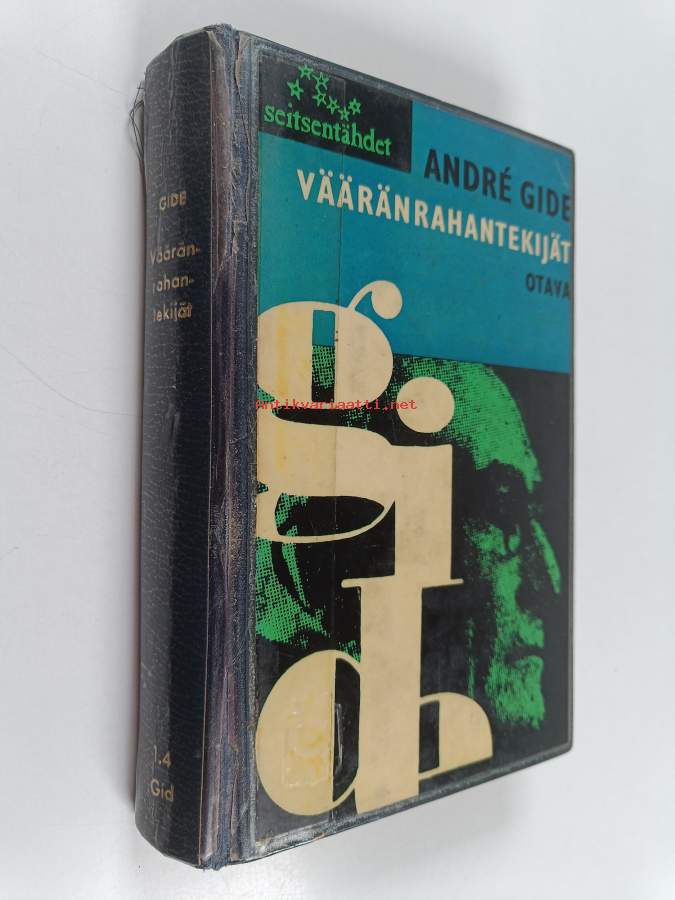 seitsentähdet
ANDRÉ GIDE
VÄÄRÄNRAHANTEKIJÄT
OTAVA
gide
Antikvariaatti.net
GIDE
Väärän-
rahan-
tekijät
1.4
Gid